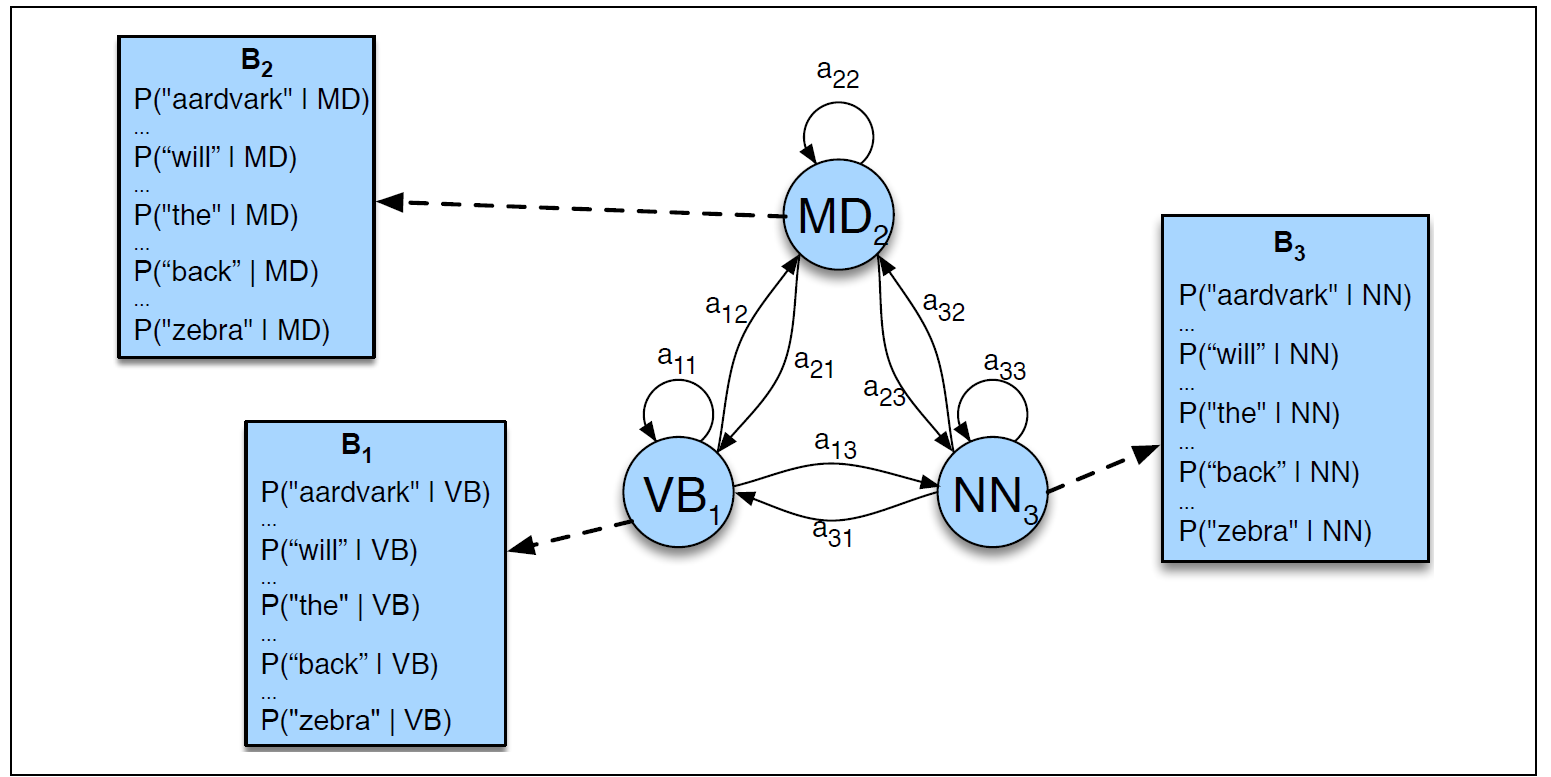 B2
P("aardvark" | MD)
...
P(“will” | MD)
...
P("the" | MD)
...
P(“back” | MD)
...
P("zebra" | MD)
a22
MD2
B3
P("aardvark" | NN)
...
P(“will” | NN)
...
P("the" | NN)
...
P(“back” | NN)
...
P("zebra" | NN)
a12
a32
a21
a23
a11
a33
B1
P("aardvark" | VB)
...
P(“will” | VB)
...
P("the" | VB)
...
P(“back” | VB)
...
P("zebra" | VB)
a13
VB1
NN3
a31